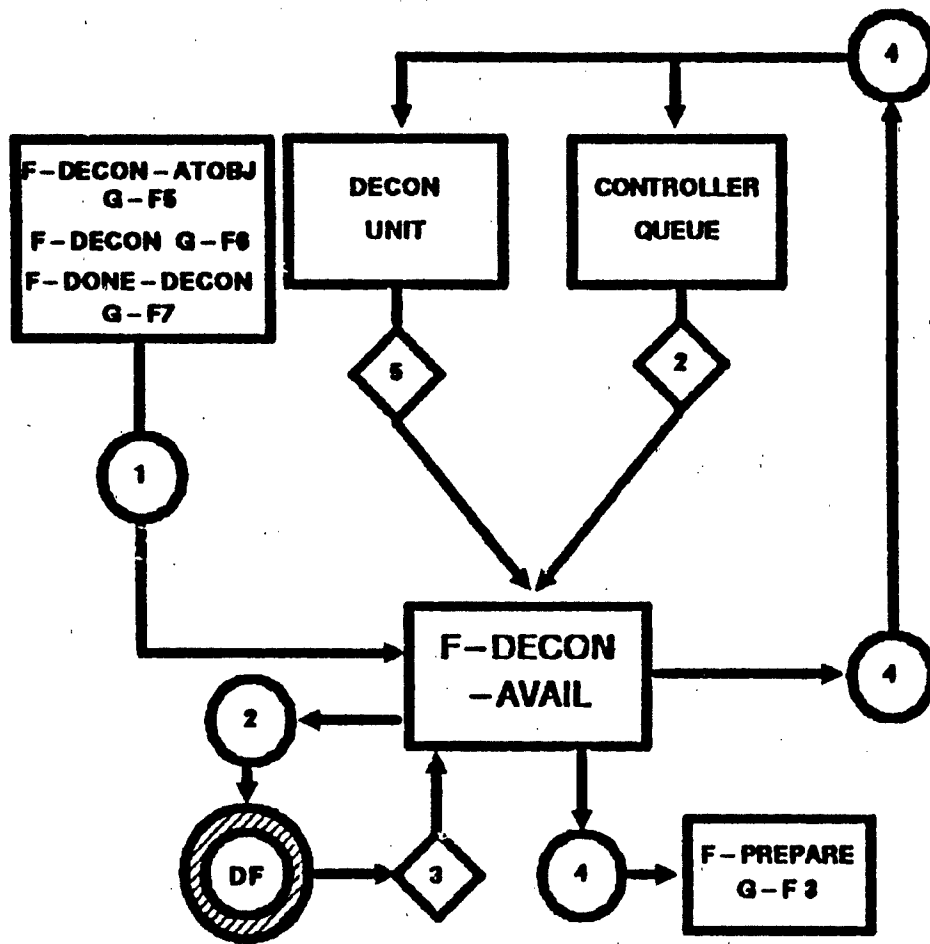 4
F-DECON-ATOBJ
G-F5
F-DECON G-F6
F-DONE-DECON
G-F7
DECON
UNIT
CONTROLLER
QUEUE
5
2
1
F-DECON
-AVAIL
4
2
DF
3
4
F-PREPARE
G-F3